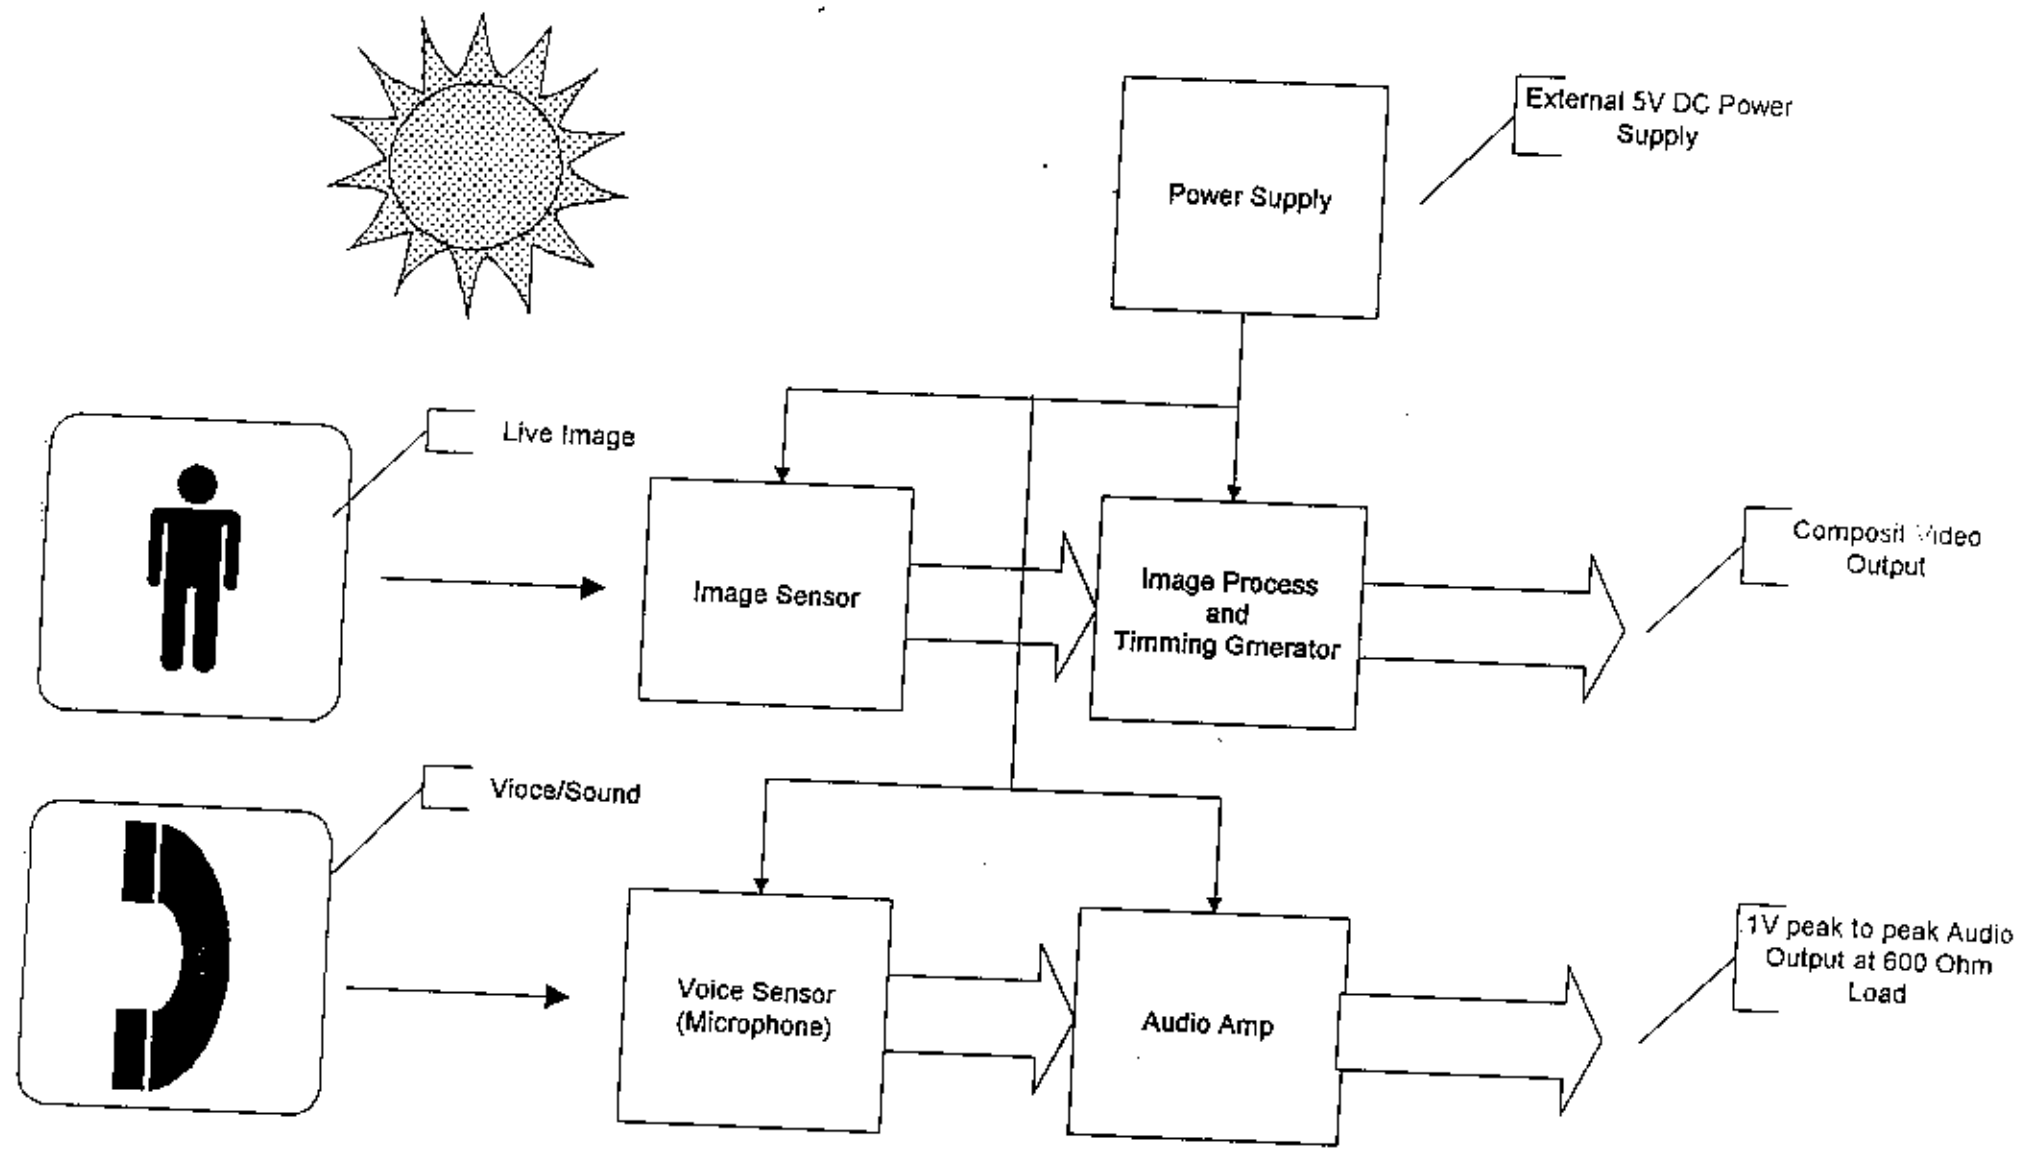 External 5V DC Power
Supply
Power Supply
Live Image
Image Sensor
Image Process
and
Timming Gmerator
Composit Video
Output
Vioce/Sound
Voice Sensor
(Microphone)
Audio Amp
1V peak to peak Audio
Output at 600 Ohm
Load